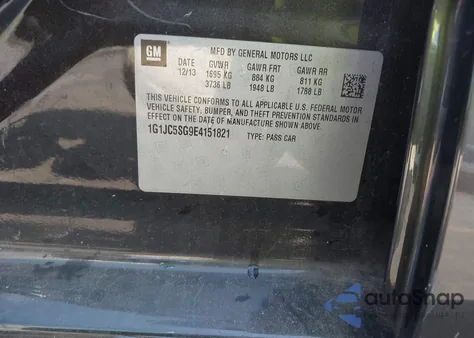 GM
MFD BY GENERAL MOTORS LLC
DATE GVWR GAWR FRT GAWR RR
12/13 1695 KG 884 KG 811 KG
3736 LB 1948 LB 1788 LB
THIS VEHICLE CONFORMS TO ALL APPLICABLE U.S. FEDERAL MOTOR
VEHICLE SAFETY, BUMPER, AND THEFT PREVENTION STANDARDS IN
EFFECT ON THE DATE OF MANUFACTURE SHOWN ABOVE.
1G1JC5SG9E4151821
TYPE: PASS CAR
autoShap